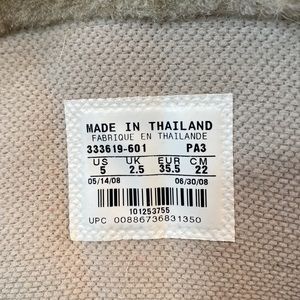 MADE IN THAILAND
FABRIQUE EN THAILANDE
333619-601 PA3
US UK EUR CM
5 2.5 35.5 22
05/14/08 06/30/08
101253755
UPC 00886736831350